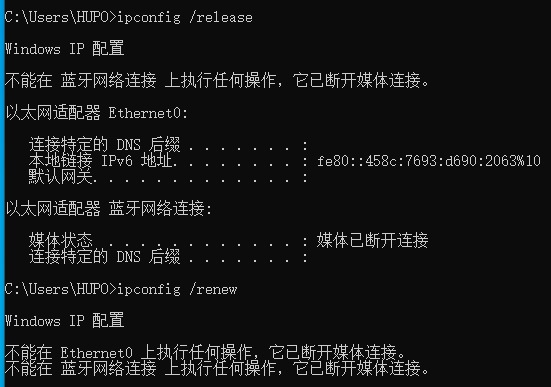 C:\Users\HUPO>ipconfig /release
Windows IP 配置
不能在 蓝牙网络连接 上执行任何操作，它已断开媒体连接。
以太网适配器 Ethernet0:
连接特定的 DNS 后缀 . . . . . . . :
本地链接 IPv6 地址. . . . . . . . : fe80::458c:7693:d690:2063%10
默认网关. . . . . . . . . . . . . :
以太网适配器 蓝牙网络连接:
媒体状态  . . . . . . . . . . . . : 媒体已断开连接
连接特定的 DNS 后缀 . . . . . . . :
C:\Users\HUPO>ipconfig /renew
Windows IP 配置
不能在 Ethernet0 上执行任何操作，它已断开媒体连接。
不能在 蓝牙网络连接 上执行任何操作，它已断开媒体连接。